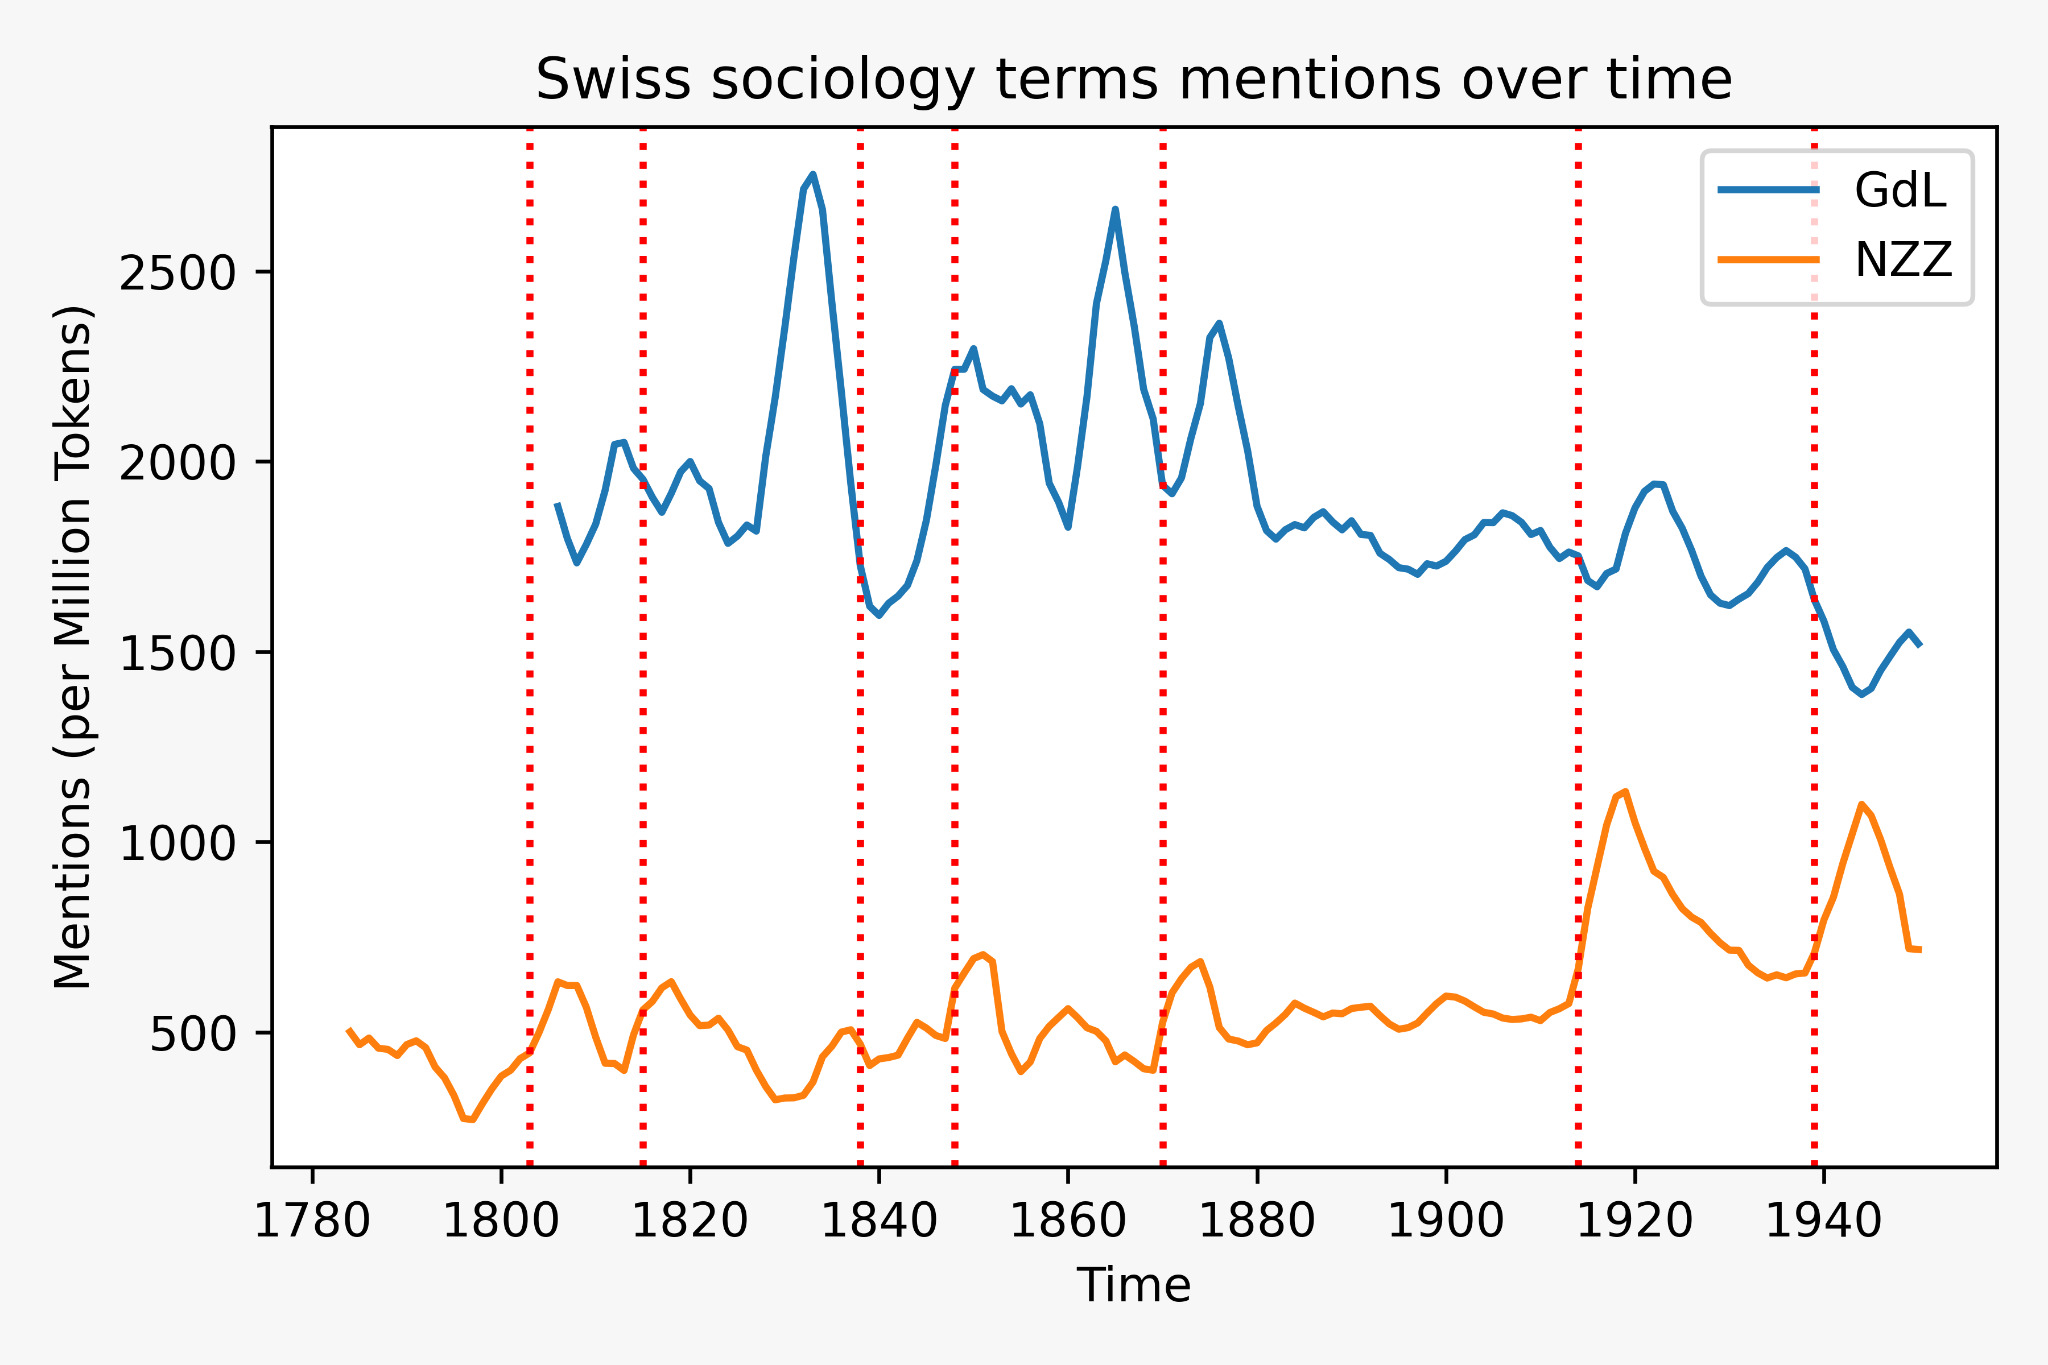 Swiss sociology terms mentions over time
GdL
NZZ
Mentions (per Million Tokens)
2500
2000
1500
1000
500
1780 1800 1820 1840 1860 1880 1900 1920 1940
Time